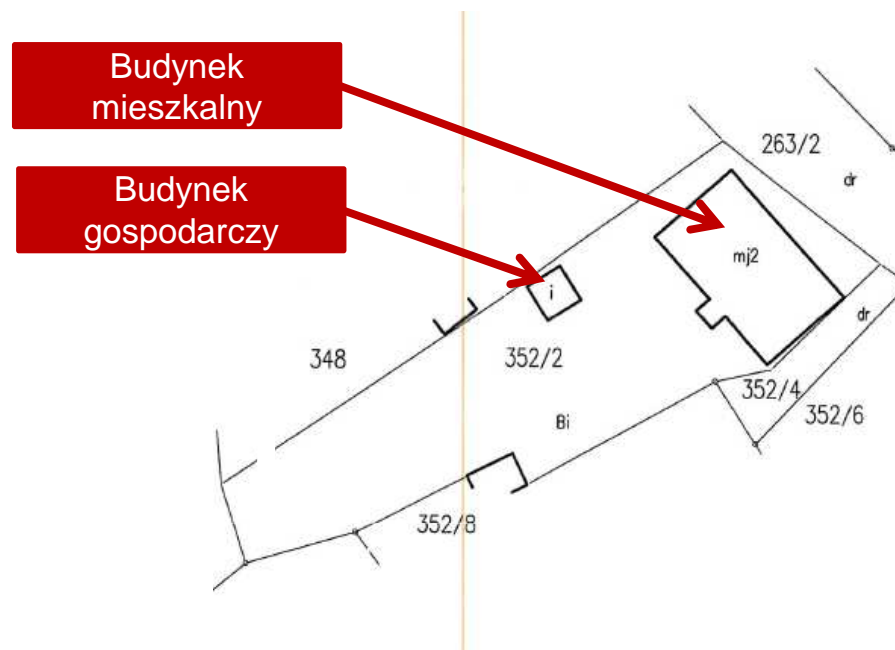 Budynek
mieszkalny
263/2
dr
Budynek
gospodarczy
mj2
i
dr
348
352/2
352/4
352/6
Bi
352/8